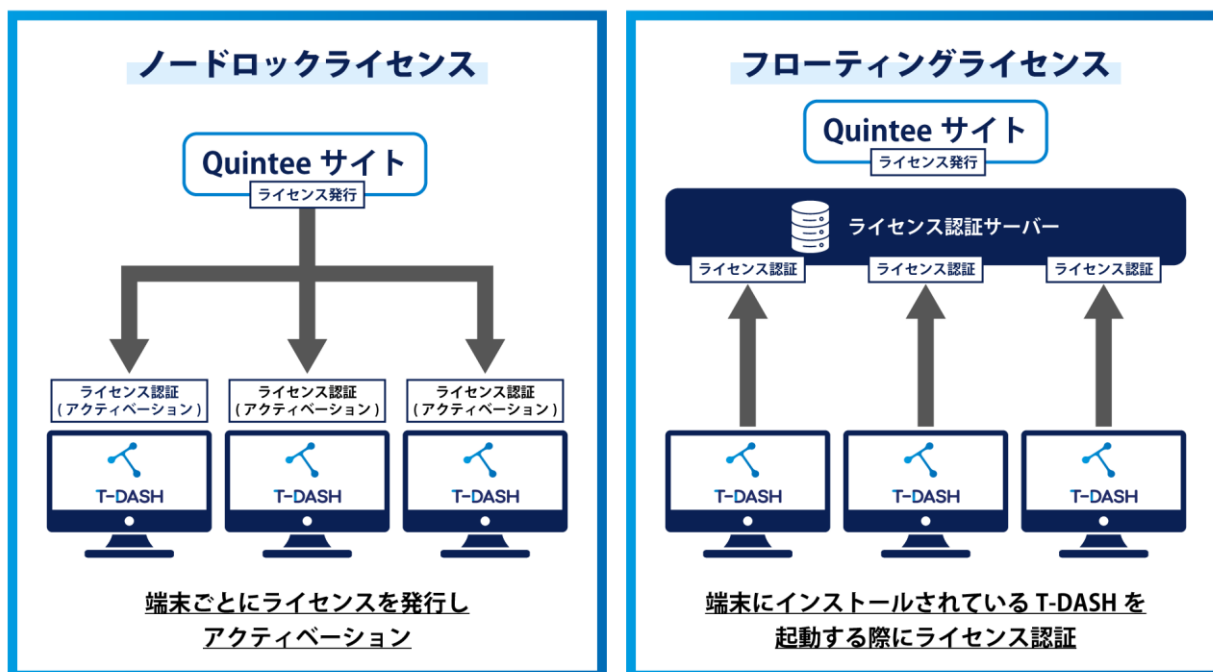 ノードロックライセンス
Quintee サイト
ライセンス発行
ライセンス認証
(アクティベーション)
ライセンス認証
(アクティベーション)
ライセンス認証
(アクティベーション)
T-DASH
T-DASH
T-DASH
端末ごとにライセンスを発行し
アクティベーション
フローティングライセンス
Quintee サイト
ライセンス発行
ライセンス認証サーバー
ライセンス認証
ライセンス認証
ライセンス認証
T-DASH
T-DASH
T-DASH
端末にインストールされている T-DASH を
起動する際にライセンス認証